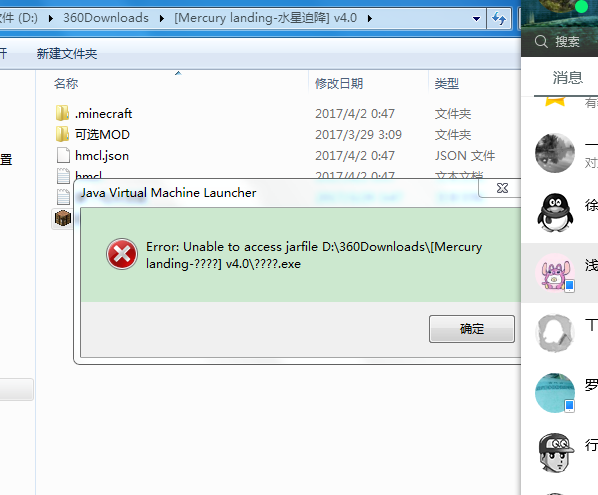 文件 (D:) ▸ 360Downloads ▸ [Mercury landing-水星迫降] v4.0 ▸
搜索
开 新建文件夹
消息
名称 修改日期 类型
.minecraft 2017/4/2 0:47 文件夹
可选MOD 2017/3/29 3:09 文件夹
置 hmcl.json 2017/4/2 0:47 JSON 文件
hmcl 2017/4/2 0:47 文本文档
Java Virtual Machine Launcher
Error: Unable to access jarfile D:\360Downloads\[Mercury
landing-????] v4.0\????.exe
确定
一
对
徐
浅
丁
罗
行